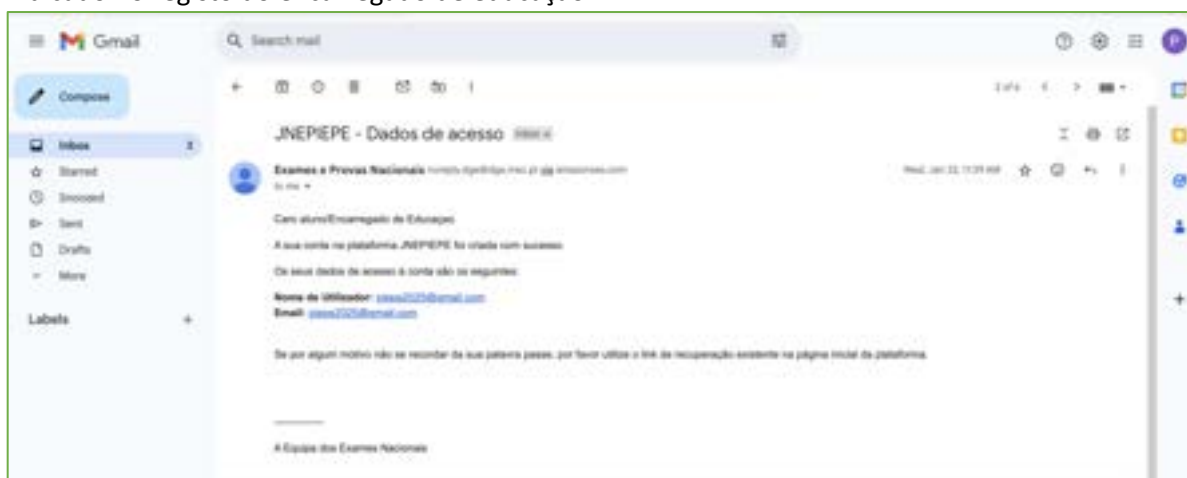 Gmail
Search mail
Compose
Inbox
Starred
Snoozed
Sent
Drafts
More
Labels
JNEPIEPE - Dados de acesso
Exames e Provas Nacionais
to me
Caro aluno/Encarregado de Educação
A sua conta na plataforma JNEPIEPE foi criada com sucesso
Os seus dados de acesso à conta são os seguintes:
Nome de Utilizador:
Email:
Se por algum motivo não se recordar da sua palavra passe, por favor utilize o link de recuperação existente na página inicial da plataforma.
A Equipa dos Exames Nacionais